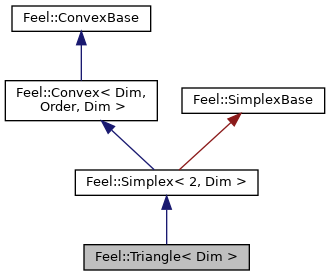 Feel::ConvexBase
Feel::Convex< Dim,
Order, Dim >
Feel::SimplexBase
Feel::Simplex< 2, Dim >
Feel::Triangle< Dim >